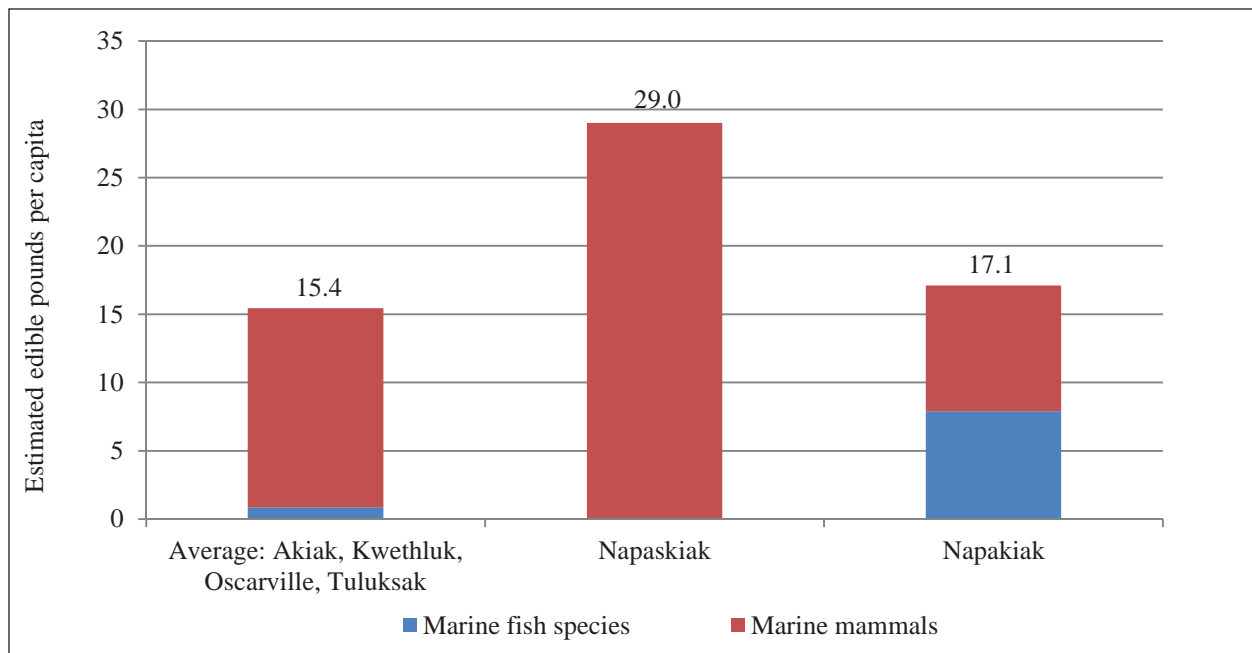 Estimated edible pounds per capita
35
30
25
20
15
10
5
0
15.4
29.0
17.1
Average: Akiak, Kwethluk,
Oscarville, Tuluksak
Napaskiak
Napakiak
Marine fish species
Marine mammals